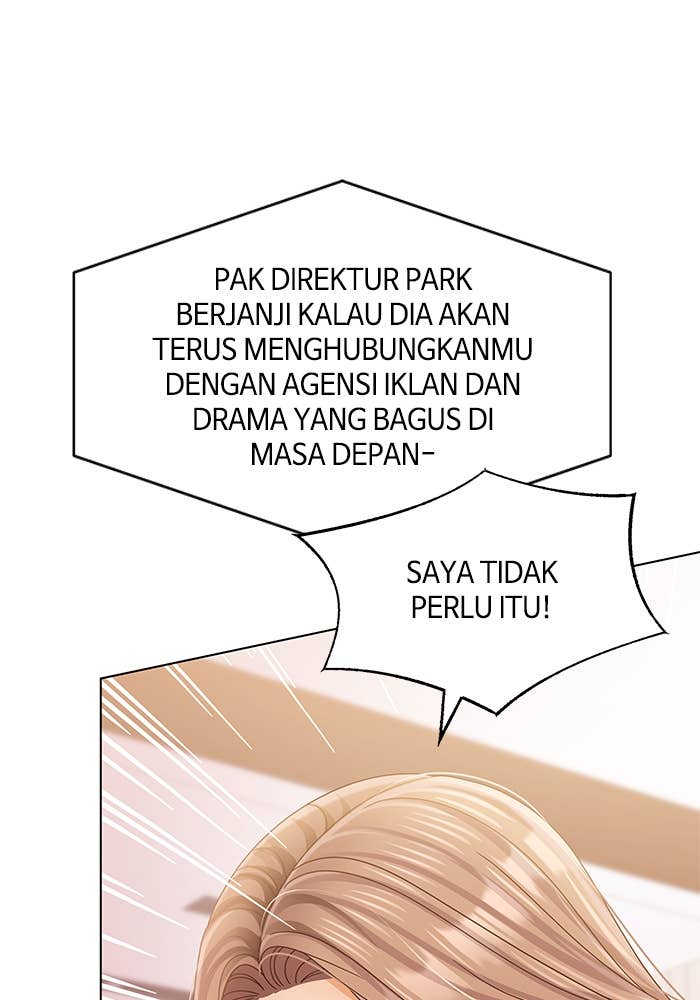 PAK DIREKTUR PARK
BERJANJI KALAU DIA AKAN
TERUS MENGHUBUNGKANMU
DENGAN AGENSI IKLAN DAN
DRAMA YANG BAGUS DI
MASA DEPAN-
SAYA TIDAK
PERLU ITU!